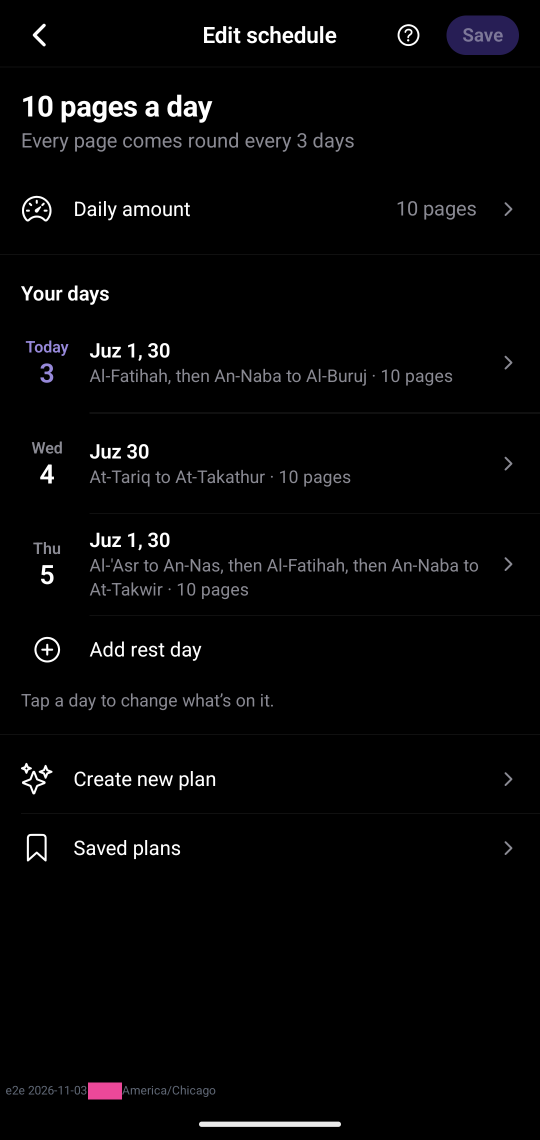 Edit schedule
Save
10 pages a day
Every page comes round every 3 days
Daily amount
10 pages
Your days
Today
3
Juz 1, 30
Al-Fatihah, then An-Naba to Al-Buruj · 10 pages
Wed
4
Juz 30
At-Tariq to At-Takathur · 10 pages
Thu
5
Juz 1, 30
Al-'Asr to An-Nas, then Al-Fatihah, then An-Naba to
At-Takwir · 10 pages
Add rest day
Tap a day to change what’s on it.
Create new plan
Saved plans
e2e 2026-11-03 America/Chicago